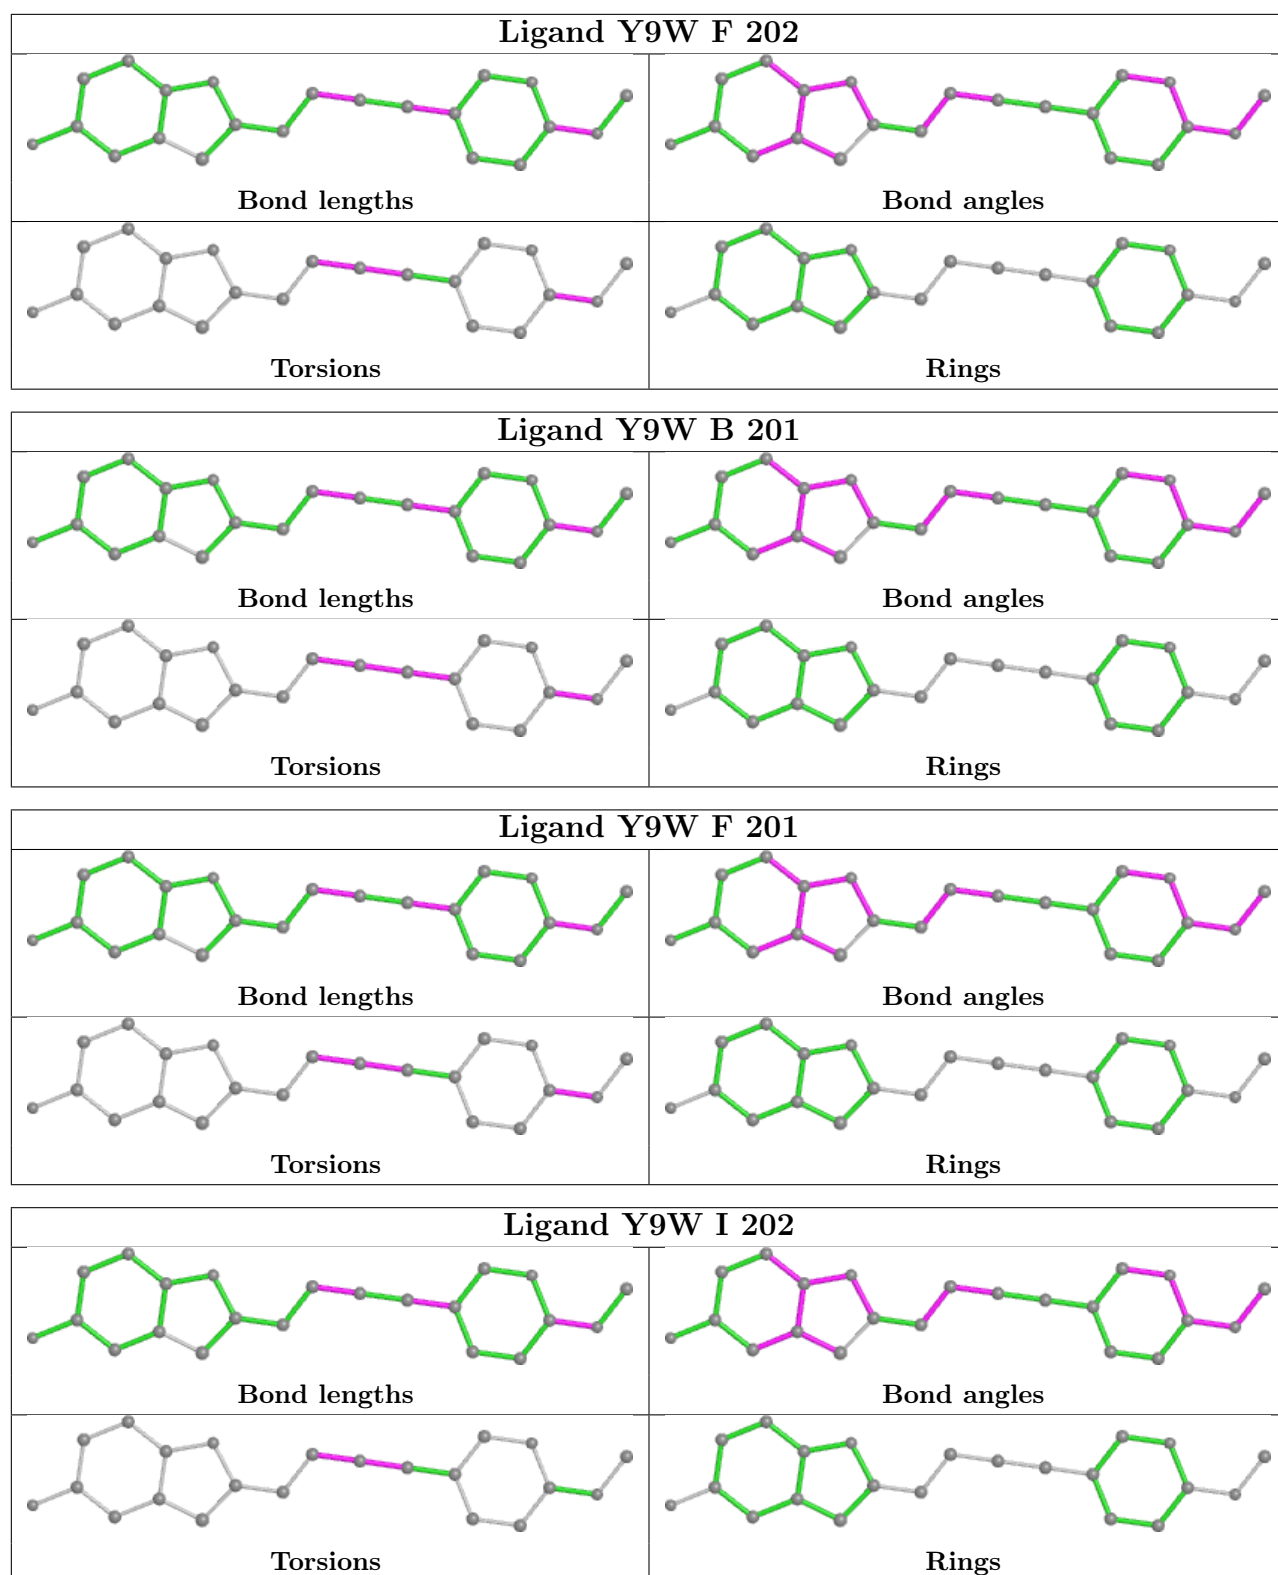 Ligand Y9W F 202
Bond lengths
Bond angles
Torsions
Rings
Ligand Y9W B 201
Bond lengths
Bond angles
Torsions
Rings
Ligand Y9W F 201
Bond lengths
Bond angles
Torsions
Rings
Ligand Y9W I 202
Bond lengths
Bond angles
Torsions
Rings